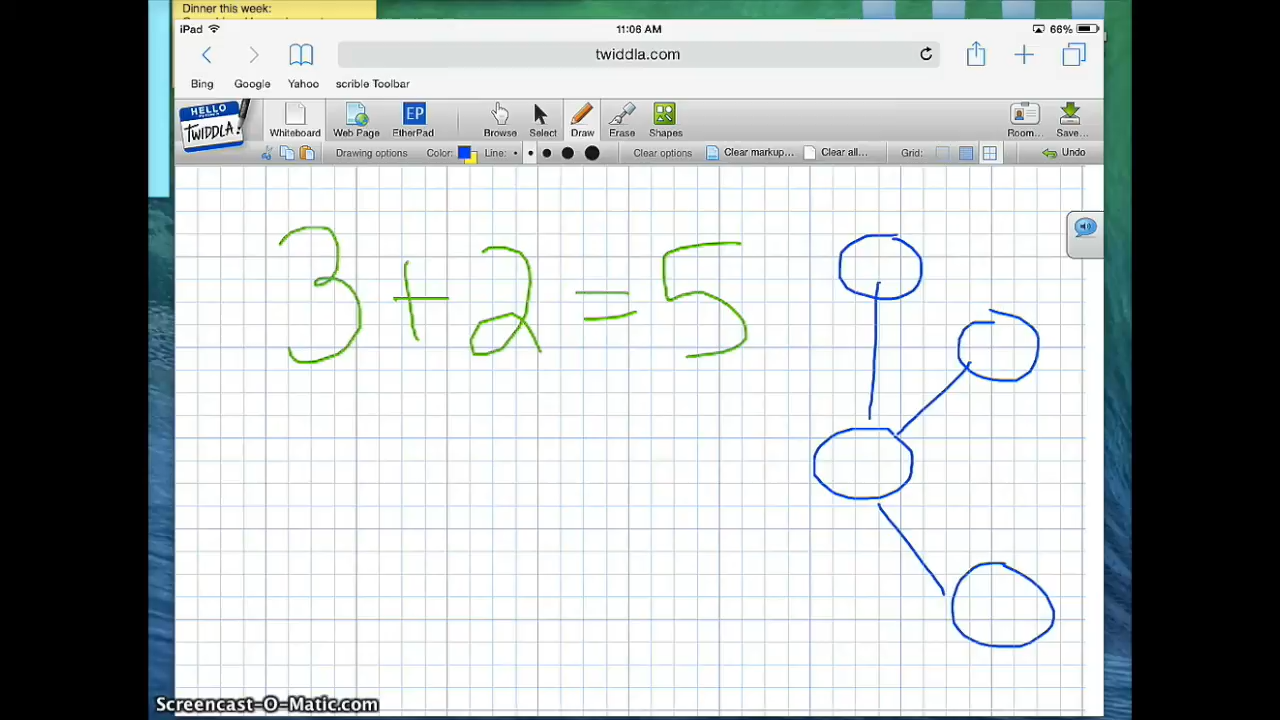 Dinner this week:
iPad 11:06 AM 66%
twiddla.com
Bing Google Yahoo scrible Toolbar
HELLO
TWIDDLA!
EP
Whiteboard Web Page EtherPad Browse Select Draw Erase Shapes Room... Save...
Drawing options Color: Line: Clear options Clear markup... Clear all... Grid: Undo
3+2=5
Screencast-O-Matic.com